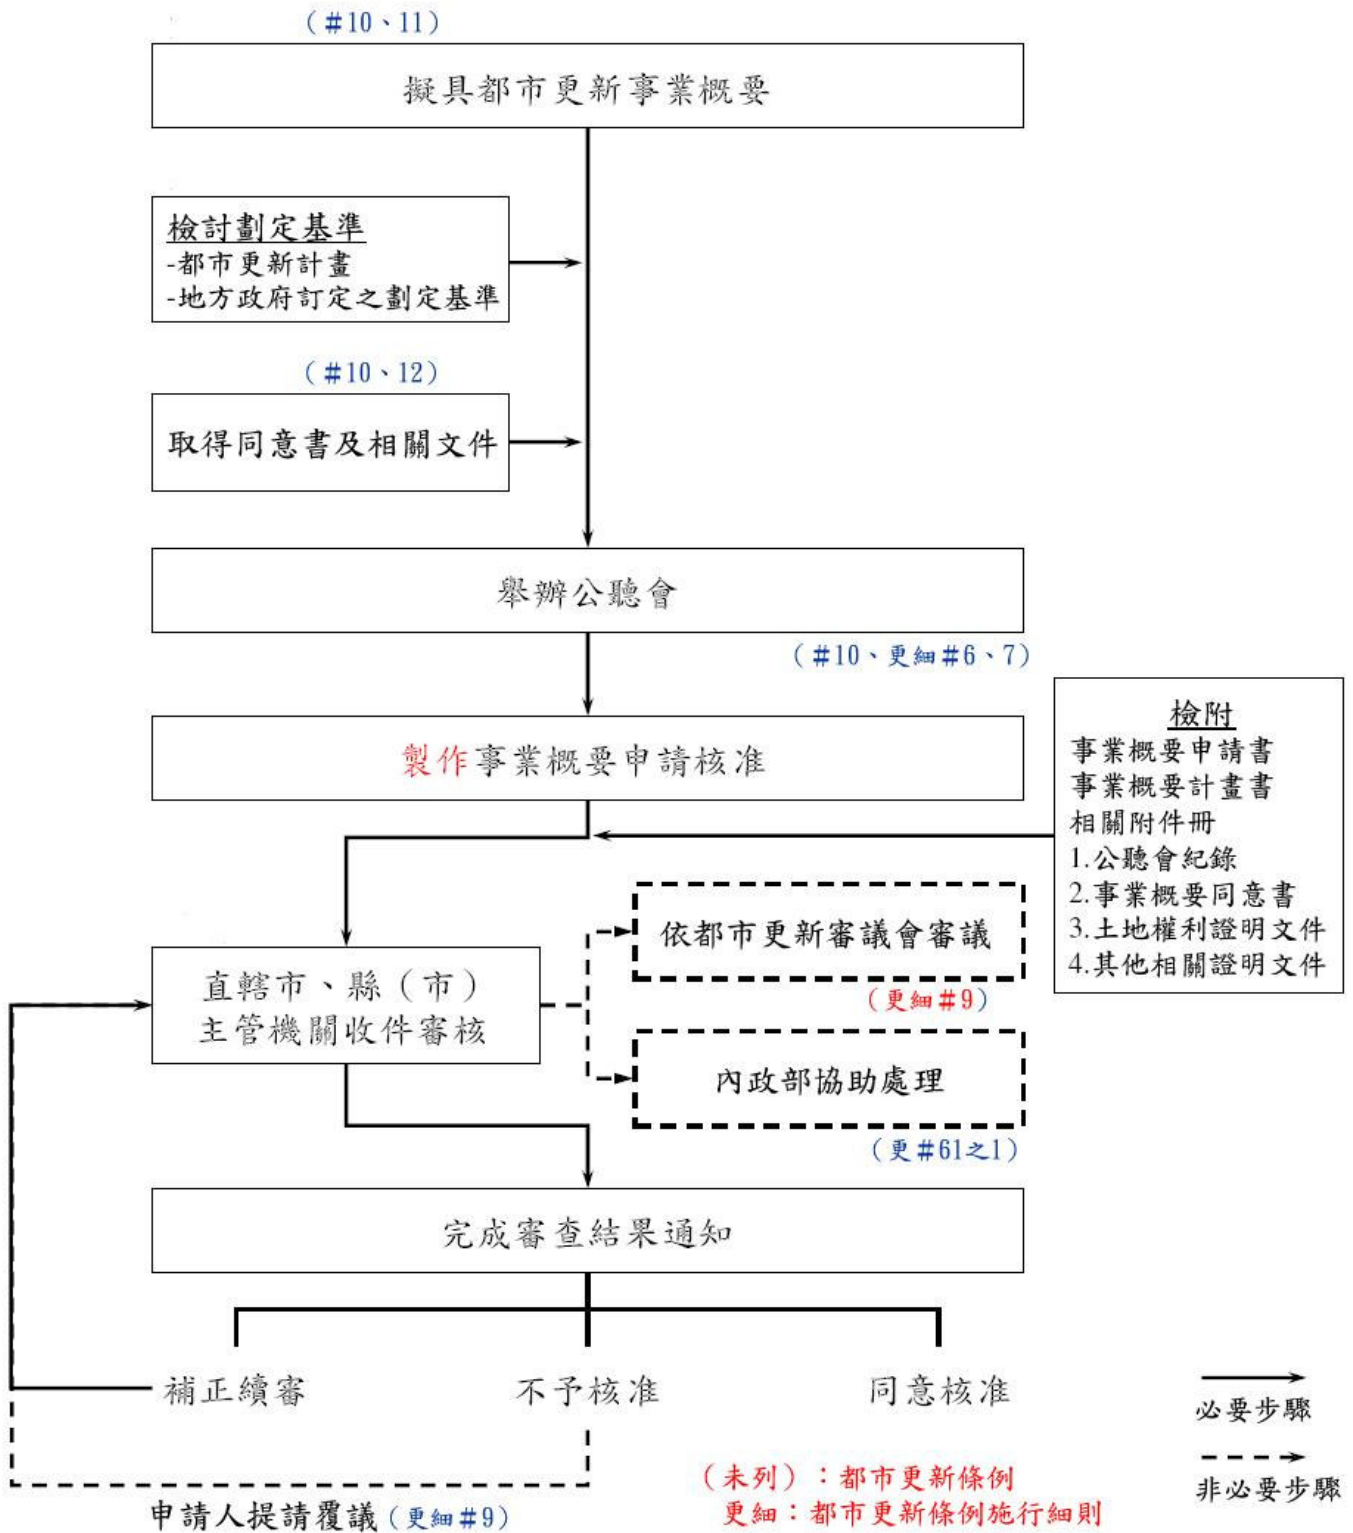 （#10、11）
擬具都市更新事業概要
檢討劃定基準
-都市更新計畫
-地方政府訂定之劃定基準
（#10、12）
取得同意書及相關文件
舉辦公聽會
（#10、更細#6、7）
製作事業概要申請核准
檢附
事業概要申請書
事業概要計畫書
相關附件冊
1.公聽會紀錄
2.事業概要同意書
3.土地權利證明文件
4.其他相關證明文件
依都市更新審議會審議
（更細#9）
直轄市、縣（市）
主管機關收件審核
內政部協助處理
（更#61之1）
完成審查結果通知
補正續審
不予核准
同意核准
必要步驟
非必要步驟
申請人提請覆議（更細#9）
（未列）：都市更新條例
更細：都市更新條例施行細則